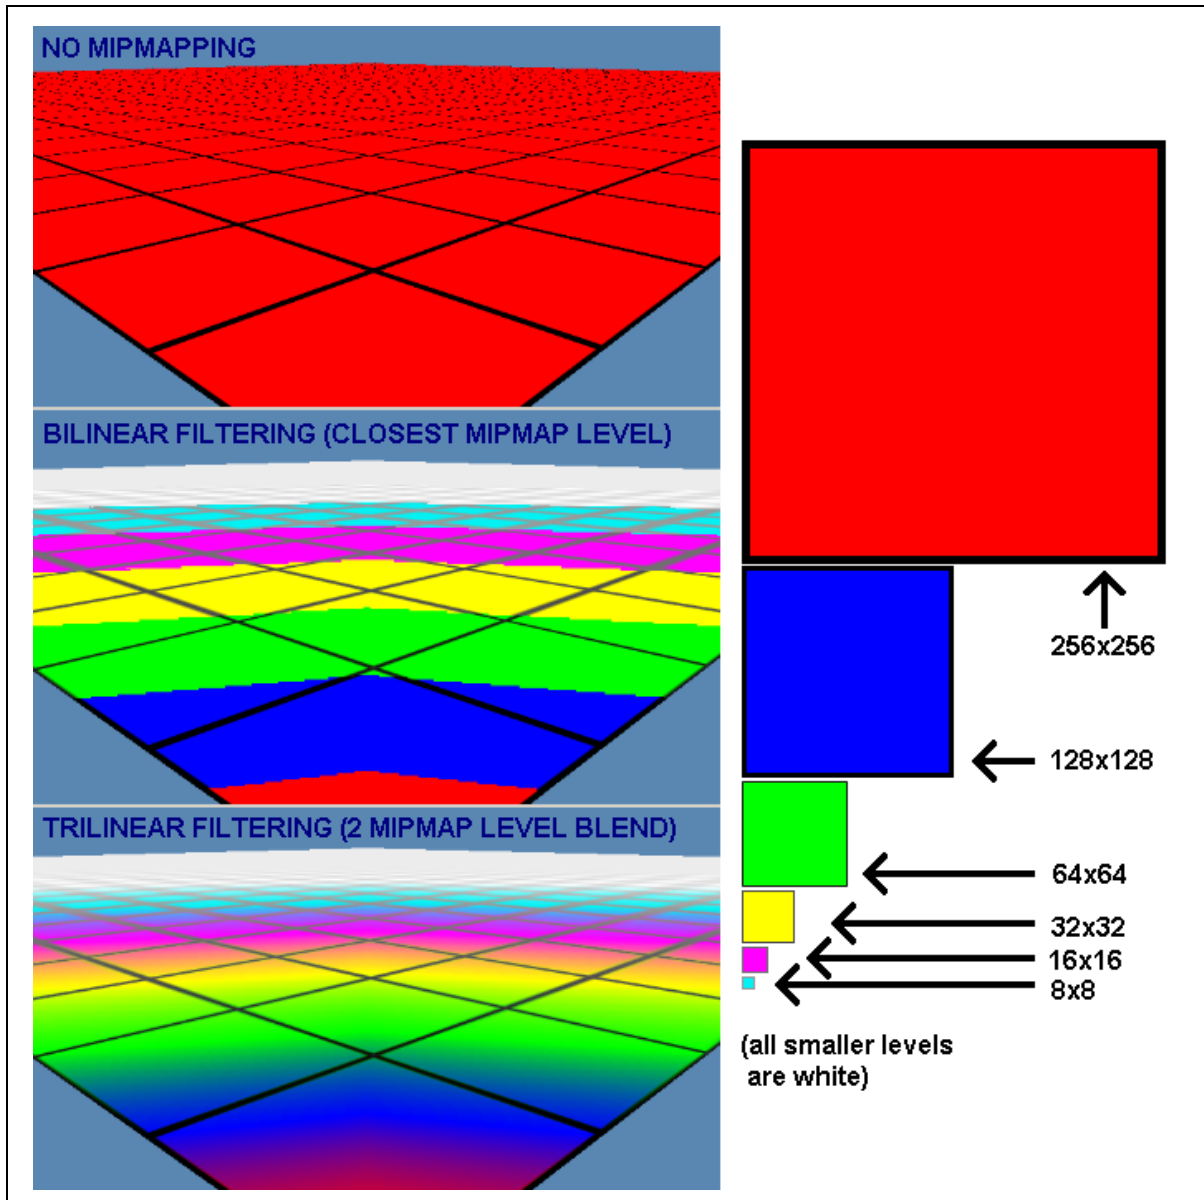 NO MIPMAPPING
BILINEAR FILTERING (CLOSEST MIPMAP LEVEL)
TRILINEAR FILTERING (2 MIPMAP LEVEL BLEND)
256x256
128x128
64x64
32x32
16x16
8x8
(all smaller levels
are white)